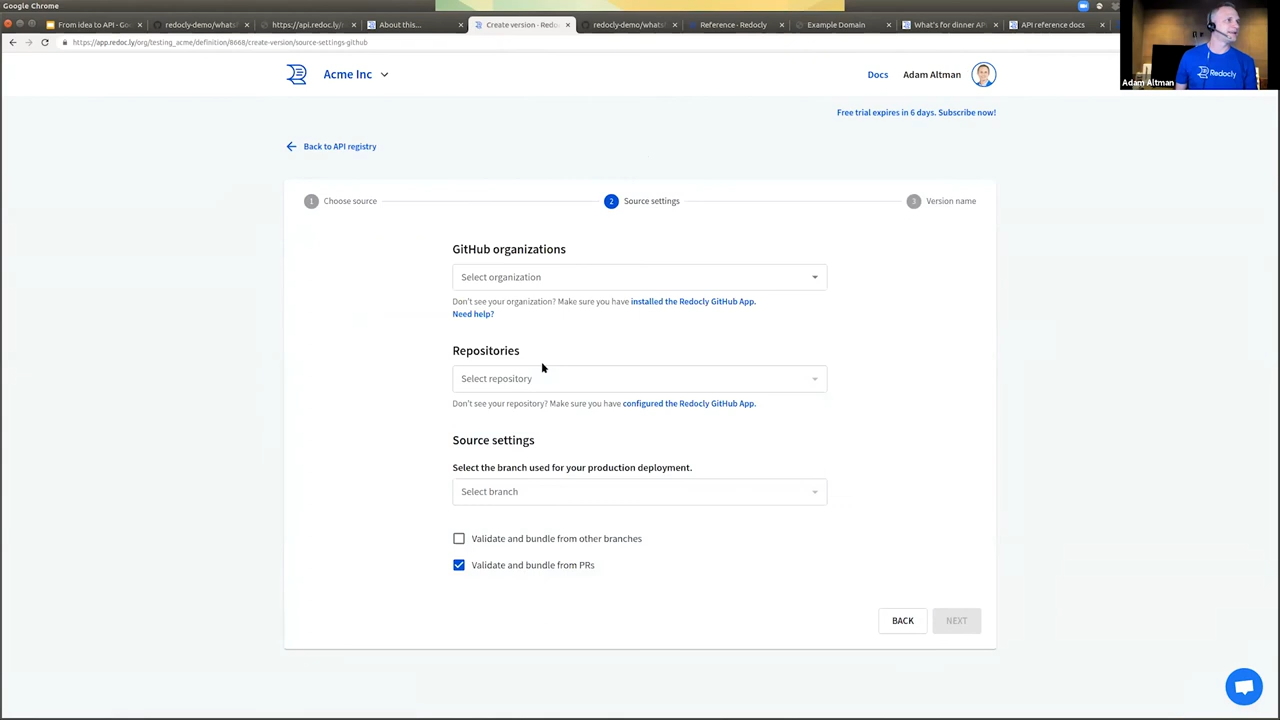 Google Chrome
From idea to API - Go
redocly-demo/whats
https://api.redoc.ly/r
About this...
Create version - Redo
redocly-demo/whats
Reference - Redocly
Example Domain
What's for dinner AP
API reference docs
https://app.redoc.ly/org/testing_acme/definition/8668/create-version/source-settings-github
Redocly
Adam Altman
Acme Inc
Docs
Adam Altman
Free trial expires in 6 days. Subscribe now!
Back to API registry
1 Choose source
2 Source settings
3 Version name
GitHub organizations
Select organization
Don't see your organization? Make sure you have installed the Redocly GitHub App.
Need help?
Repositories
Select repository
Don't see your repository? Make sure you have configured the Redocly GitHub App.
Source settings
Select the branch used for your production deployment.
Select branch
Validate and bundle from other branches
Validate and bundle from PRs
BACK
NEXT